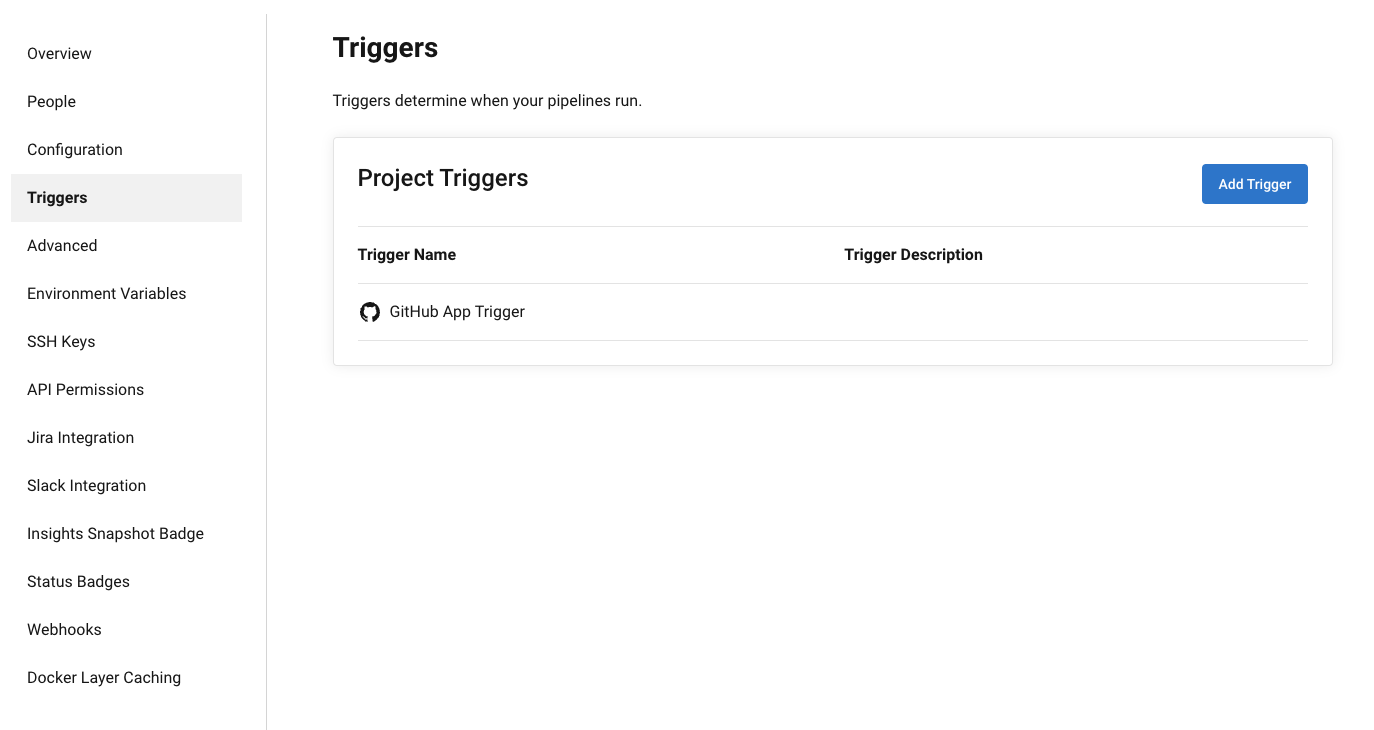 Overview
People
Configuration
Triggers
Advanced
Environment Variables
SSH Keys
API Permissions
Jira Integration
Slack Integration
Insights Snapshot Badge
Status Badges
Webhooks
Docker Layer Caching
Triggers
Triggers determine when your pipelines run.
Project Triggers
Add Trigger
Trigger Name Trigger Description
GitHub App Trigger